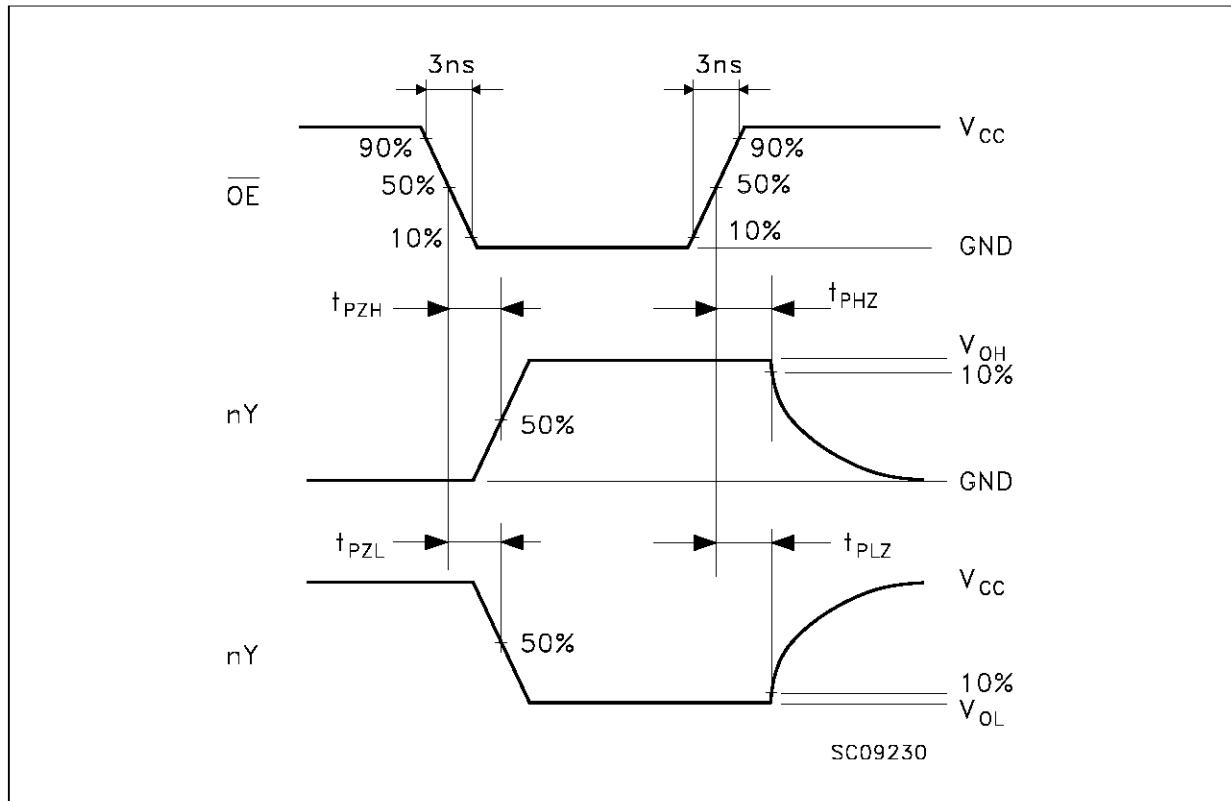 3ns 3ns
V_CC
90% 90%
O̅E̅ 50% 50%
10% 10%
GND
t_PZH t_PHZ
V_OH
10%
nY 50%
GND
t_PZL t_PLZ
V_CC
50%
nY
10%
V_OL
SC09230